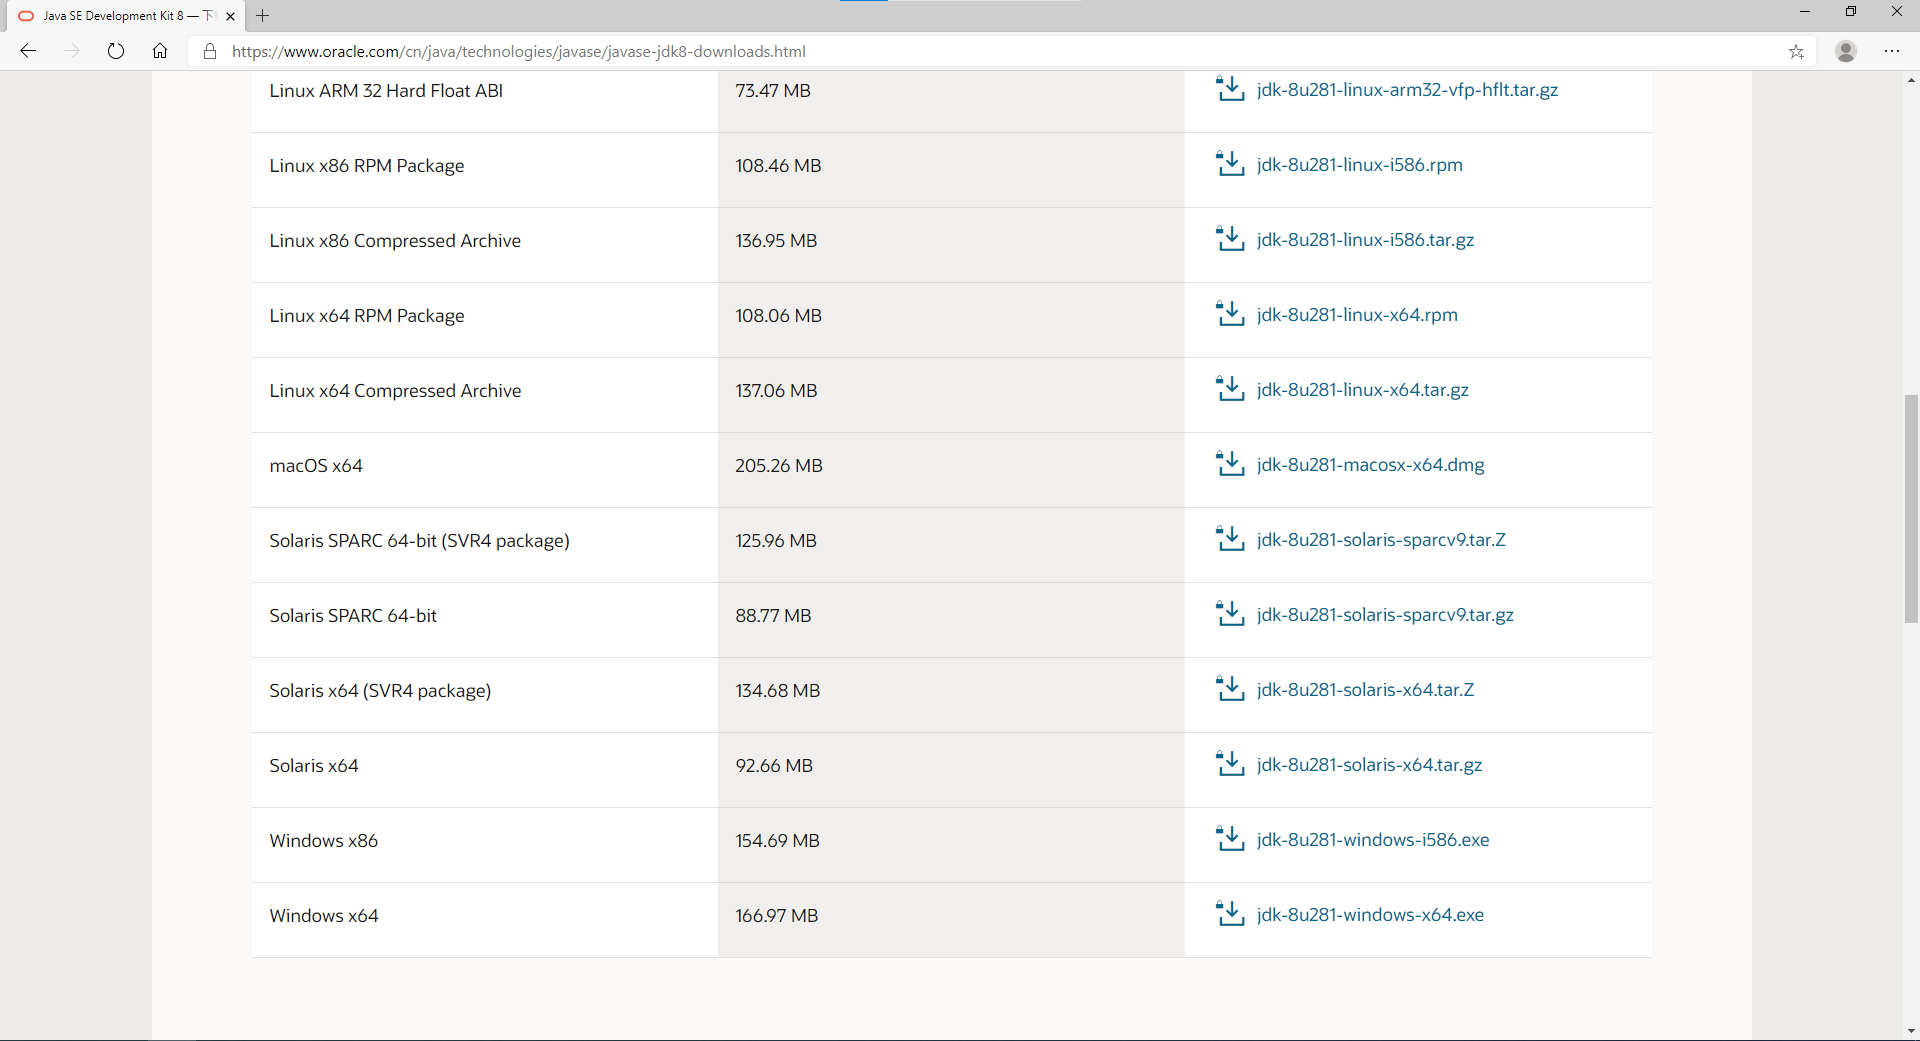 Java SE Development Kit 8 — 下
https://www.oracle.com/cn/java/technologies/javase/javase-jdk8-downloads.html
Linux ARM 32 Hard Float ABI 73.47 MB jdk-8u281-linux-arm32-vfp-hflt.tar.gz
Linux x86 RPM Package 108.46 MB jdk-8u281-linux-i586.rpm
Linux x86 Compressed Archive 136.95 MB jdk-8u281-linux-i586.tar.gz
Linux x64 RPM Package 108.06 MB jdk-8u281-linux-x64.rpm
Linux x64 Compressed Archive 137.06 MB jdk-8u281-linux-x64.tar.gz
macOS x64 205.26 MB jdk-8u281-macosx-x64.dmg
Solaris SPARC 64-bit (SVR4 package) 125.96 MB jdk-8u281-solaris-sparcv9.tar.Z
Solaris SPARC 64-bit 88.77 MB jdk-8u281-solaris-sparcv9.tar.gz
Solaris x64 (SVR4 package) 134.68 MB jdk-8u281-solaris-x64.tar.Z
Solaris x64 92.66 MB jdk-8u281-solaris-x64.tar.gz
Windows x86 154.69 MB jdk-8u281-windows-i586.exe
Windows x64 166.97 MB jdk-8u281-windows-x64.exe